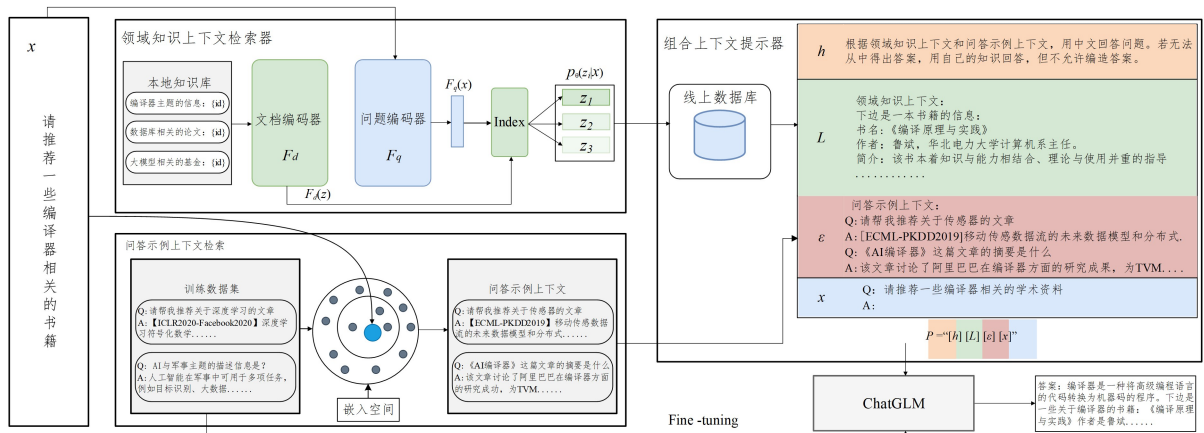 x
请推荐一些编译器相关的书籍
领域知识上下文检索器
本地知识库
编译器主题的信息：{id}
数据库相关的论文：{id}
大模型相关的基金：{id}
文档编码器
F_d
问题编码器
F_q
F_q(x)
F_d(z)
Index
p_θ(z_i|x)
z_1
z_2
z_3
问答示例上下文检索
训练数据集
Q: 请帮我推荐关于深度学习的文章
A:【ICLR2020-Facebook2020】深度学
习符号化数学......
Q: AI与军事主题的描述信息是？
A: 人工智能在军事中可用于多项任务，
例如目标识别、大数据......
嵌入空间
问答示例上下文
Q: 请帮我推荐关于传感器的文章
A:【ECML-PKDD2019】移动传感数据
流的未来数据模型和分布式......
Q:《AI编译器》这篇文章的摘要是什么
A: 该文章讨论了阿里巴巴在编译器方面
的研究成功，为TVM....
组合上下文提示器
线上数据库
h
根据领域知识上下文和问答示例上下文，用中文回答问题。若无法
从中得出答案，用自己的知识回答，但不允许编造答案。
L
领域知识上下文：
下边是一本书籍的信息：
书名：《编译原理与实践》
作者：鲁斌，华北电力大学计算机系主任。
简介：该书本着知识与能力相结合、理论与使用并重的指导
............
ε
问答示例上下文：
Q: 请帮我推荐关于传感器的文章
A: [ECML-PKDD2019]移动传感数据流的未来数据模型和分布式.
Q:《AI编译器》这篇文章的摘要是什么
A: 该文章讨论了阿里巴巴在编译器方面的研究成果，为TVM....
x
Q: 请推荐一些编译器相关的学术资料
A:
P =“[h] [L] [ε] [x]”
ChatGLM
Fine -tuning
答案：编译器是一种将高级编程语言
的代码转换为机器码的程序。下边是
一些关于编译器的书籍：《编译原理
与实践》作者是鲁斌......